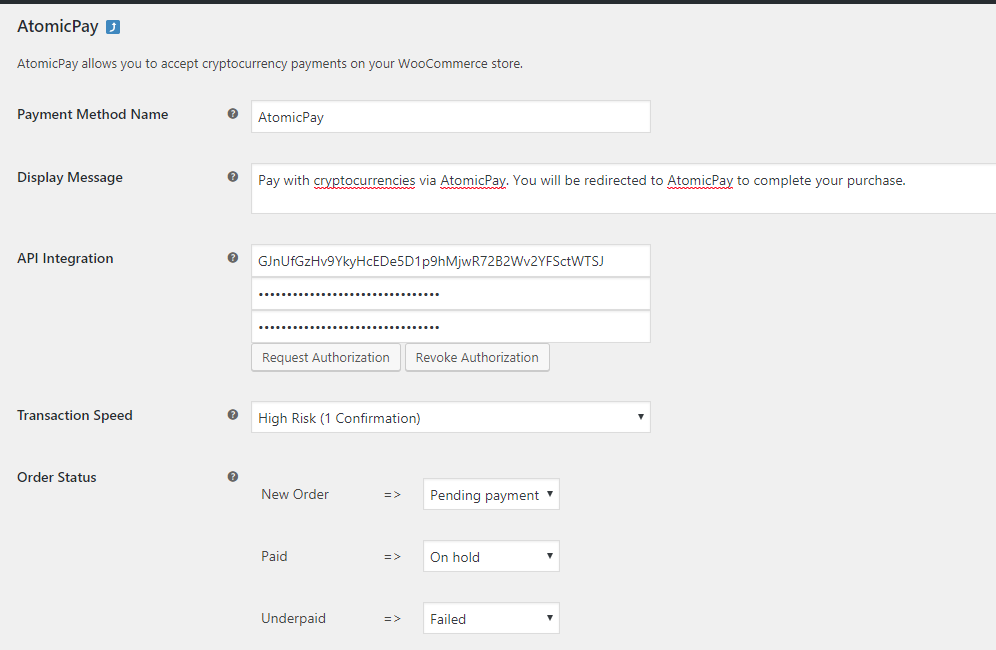 AtomicPay
AtomicPay allows you to accept cryptocurrency payments on your WooCommerce store.
Payment Method Name
AtomicPay
Display Message
Pay with cryptocurrencies via AtomicPay. You will be redirected to AtomicPay to complete your purchase.
API Integration
GJnUfGzHv9YkyHcEDe5D1p9hMjwR72B2Wv2YFSctWTSJ
••••••••••••••••••••••••••••••••
••••••••••••••••••••••••••••••••
Request Authorization Revoke Authorization
Transaction Speed
High Risk (1 Confirmation)
Order Status
New Order => Pending payment
Paid => On hold
Underpaid => Failed